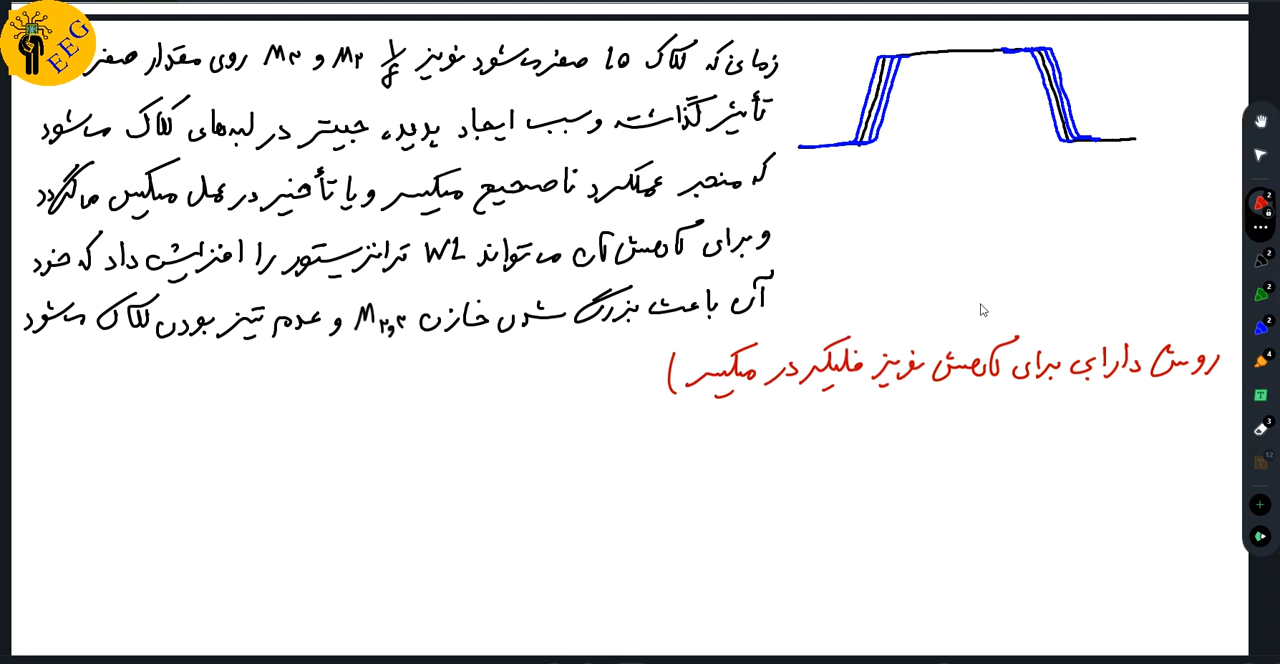 زمانی که کلاک LO صفر می‌شود نویز 1/f M۲ و M۳ روی مقدار صفر
تأثیر گذاشته و سبب ایجاد پدیده جیتر در لبه‌های کلاک می‌شود
که منجر عملکرد ناصحیح میکسر و یا تأخیر در عمل میکس می‌گردد
و برای کاهش آن می‌تواند WL ترانزیستور را افزایش داد که خود
آن باعث بزرگ شدن خازن M۲,۳ و عدم تیز بودن کلاک می‌شود
روش دارابی برای کاهش نویز فلیکر در میکسر )
EEG